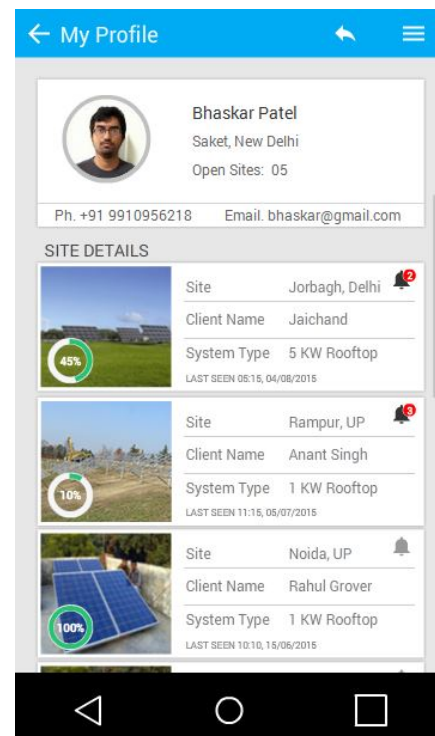 My Profile
Bhaskar Patel
Saket, New Delhi
Open Sites: 05
Ph. +91 9910956218 Email. bhaskar@gmail.com
SITE DETAILS
Site Jorbagh, Delhi 2
Client Name Jaichand
System Type 5 KW Rooftop
45%
LAST SEEN 05:15, 04/08/2015
Site Rampur, UP 3
Client Name Anant Singh
System Type 1 KW Rooftop
10%
LAST SEEN 11:15, 05/07/2015
Site Noida, UP
Client Name Rahul Grover
System Type 1 KW Rooftop
100%
LAST SEEN 10:10, 15/06/2015